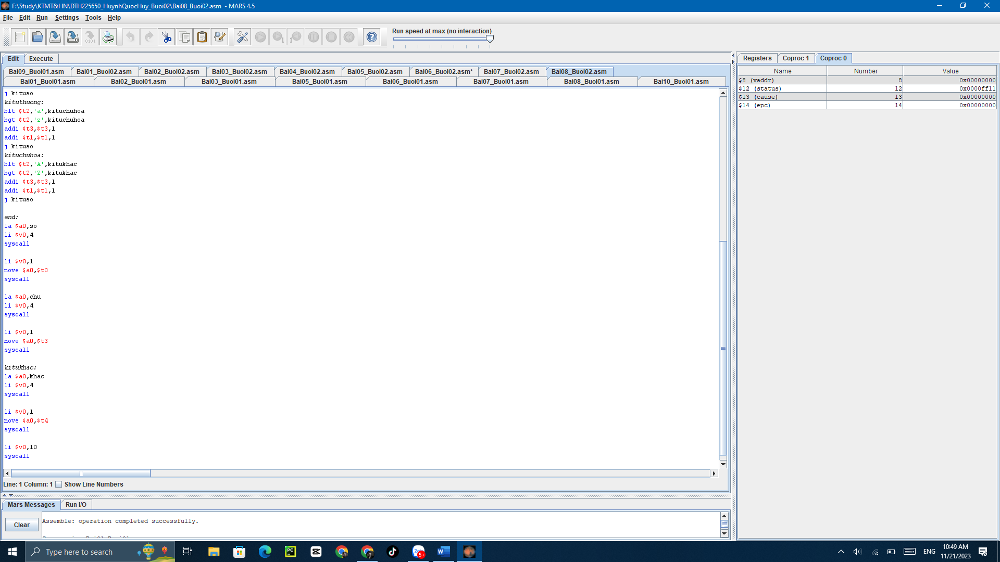 F:\Study\KTMT&HN\DTH225650_HuynhQuocHuy_Buoi02\Bai08_Buoi02.asm - MARS 4.5
File Edit Run Settings Tools Help
Run speed at max (no interaction)
Edit Execute
Bai09_Buoi01.asm Bai01_Buoi02.asm Bai02_Buoi02.asm Bai03_Buoi02.asm Bai04_Buoi02.asm Bai05_Buoi02.asm Bai06_Buoi02.asm* Bai07_Buoi02.asm Bai08_Buoi02.asm
Bai01_Buoi01.asm Bai02_Buoi01.asm Bai03_Buoi01.asm Bai05_Buoi01.asm Bai06_Buoi01.asm Bai07_Buoi01.asm Bai08_Buoi01.asm Bai10_Buoi01.asm
j kituso
kituthuong:
blt $t2,'a',kituchuhoa
bgt $t2,'z',kituchuhoa
addi $t3,$t3,1
addi $t1,$t1,1
j kituso
kituchuhoa:
blt $t2,'A',kitukhac
bgt $t2,'Z',kitukhac
addi $t3,$t3,1
addi $t1,$t1,1
j kituso
end:
la $a0,so
li $v0,4
syscall
li $v0,1
move $a0,$t0
syscall
la $a0,chu
li $v0,4
syscall
li $v0,1
move $a0,$t3
syscall
kitukhac:
la $a0,khac
li $v0,4
syscall
li $v0,1
move $a0,$t4
syscall
li $v0,10
syscall
Line: 1 Column: 1 Show Line Numbers
Mars Messages Run I/O
Clear
Assemble: operation completed successfully.
Registers Coproc 1 Coproc 0
Name Number Value
$8 (vaddr) 8 0x00000000
$12 (status) 12 0x0000ff11
$13 (cause) 13 0x00000000
$14 (epc) 14 0x00000000
Type here to search
PC
Zalo
5+
W
ENG
10:49 AM
11/21/2023